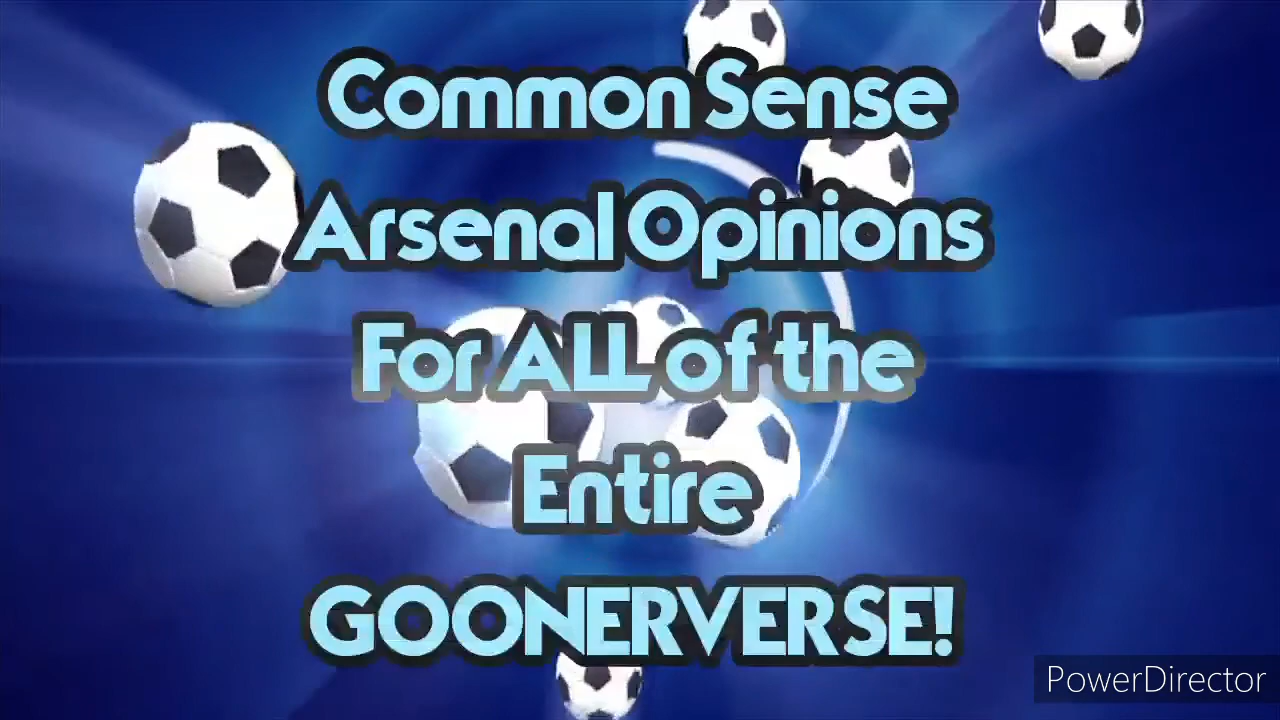 Common Sense
Arsenal Opinions
For ALL of the
Entire
GOONERVERSE!
PowerDirector